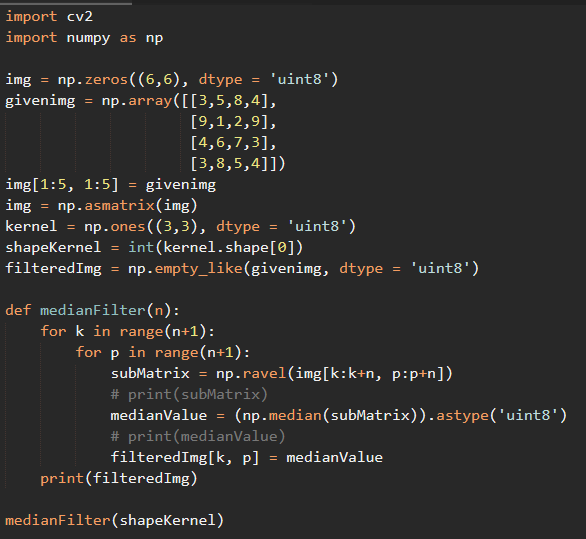 import cv2
import numpy as np

img = np.zeros((6,6), dtype = 'uint8')
givenimg = np.array([[3,5,8,4],
                     [9,1,2,9],
                     [4,6,7,3],
                     [3,8,5,4]])
img[1:5, 1:5] = givenimg
img = np.asmatrix(img)
kernel = np.ones((3,3), dtype = 'uint8')
shapeKernel = int(kernel.shape[0])
filteredImg = np.empty_like(givenimg, dtype = 'uint8')

def medianFilter(n):
    for k in range(n+1):
        for p in range(n+1):
            subMatrix = np.ravel(img[k:k+n, p:p+n])
            # print(subMatrix)
            medianValue = (np.median(subMatrix)).astype('uint8')
            # print(medianValue)
            filteredImg[k, p] = medianValue
    print(filteredImg)

medianFilter(shapeKernel)